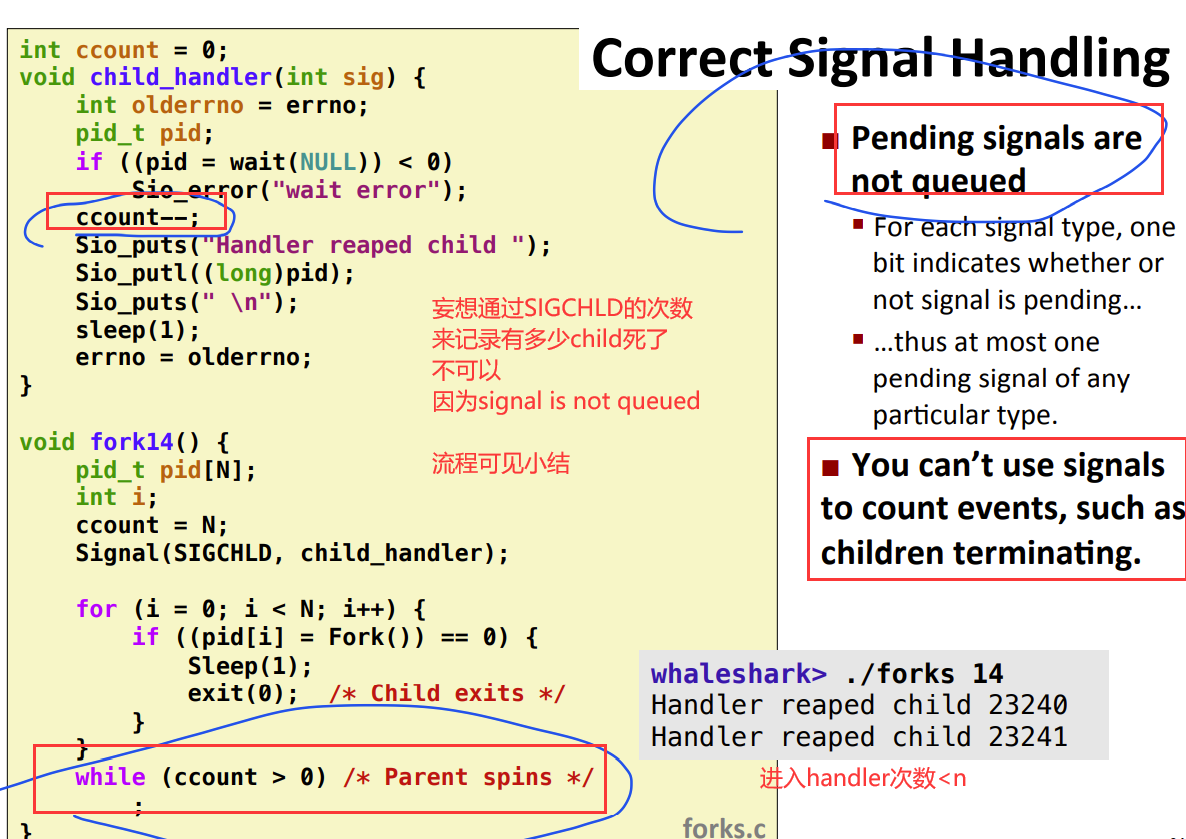 int ccount = 0;
void child_handler(int sig) {
    int olderrno = errno;
    pid_t pid;
    if ((pid = wait(NULL)) < 0)
        Sio_error("wait error");
    ccount--;
    Sio_puts("Handler reaped child ");
    Sio_putl((long)pid);
    Sio_puts(" \n");
    sleep(1);
    errno = olderrno;
}
妄想通过SIGCHLD的次数
来记录有多少child死了
不可以
因为signal is not queued
流程可见小结
void fork14() {
    pid_t pid[N];
    int i;
    ccount = N;
    Signal(SIGCHLD, child_handler);
    for (i = 0; i < N; i++) {
        if ((pid[i] = Fork()) == 0) {
            Sleep(1);
            exit(0);  /* Child exits */
        }
    }
    while (ccount > 0) /* Parent spins */
        ;
}
forks.c
Correct Signal Handling
■ Pending signals are
not queued
▪ For each signal type, one
bit indicates whether or
not signal is pending…
▪ …thus at most one
pending signal of any
particular type.
■ You can’t use signals
to count events, such as
children terminating.
whaleshark> ./forks 14
Handler reaped child 23240
Handler reaped child 23241
进入handler次数<n